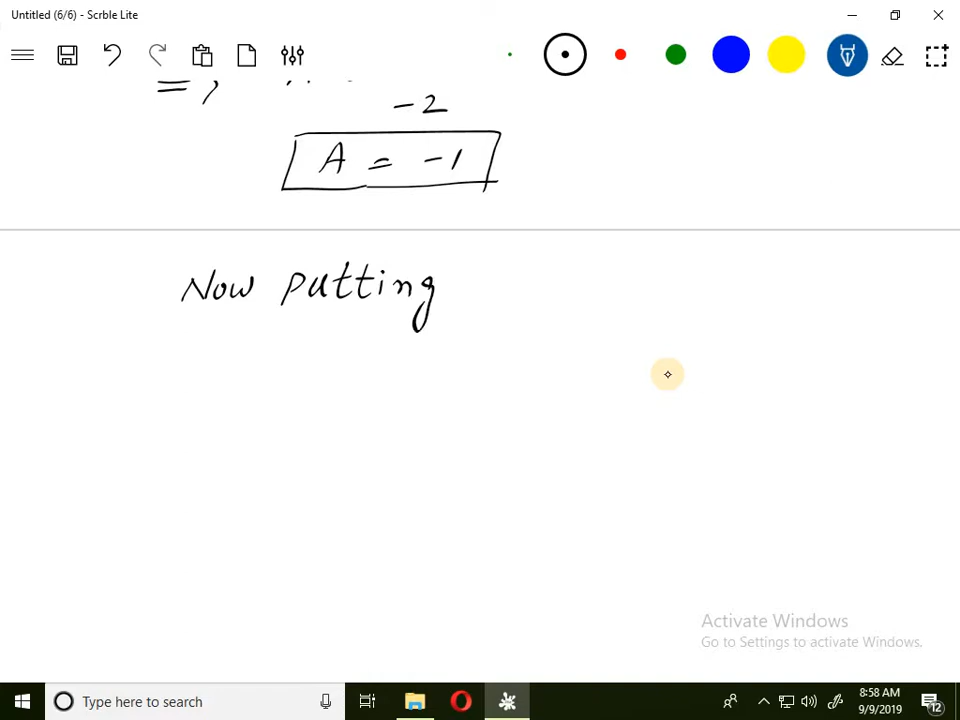 Untitled (6/6) - Scrble Lite
-2
A = -1
Now putting
Activate Windows
Go to Settings to activate Windows.
Type here to search
8:58 AM
9/9/2019
12